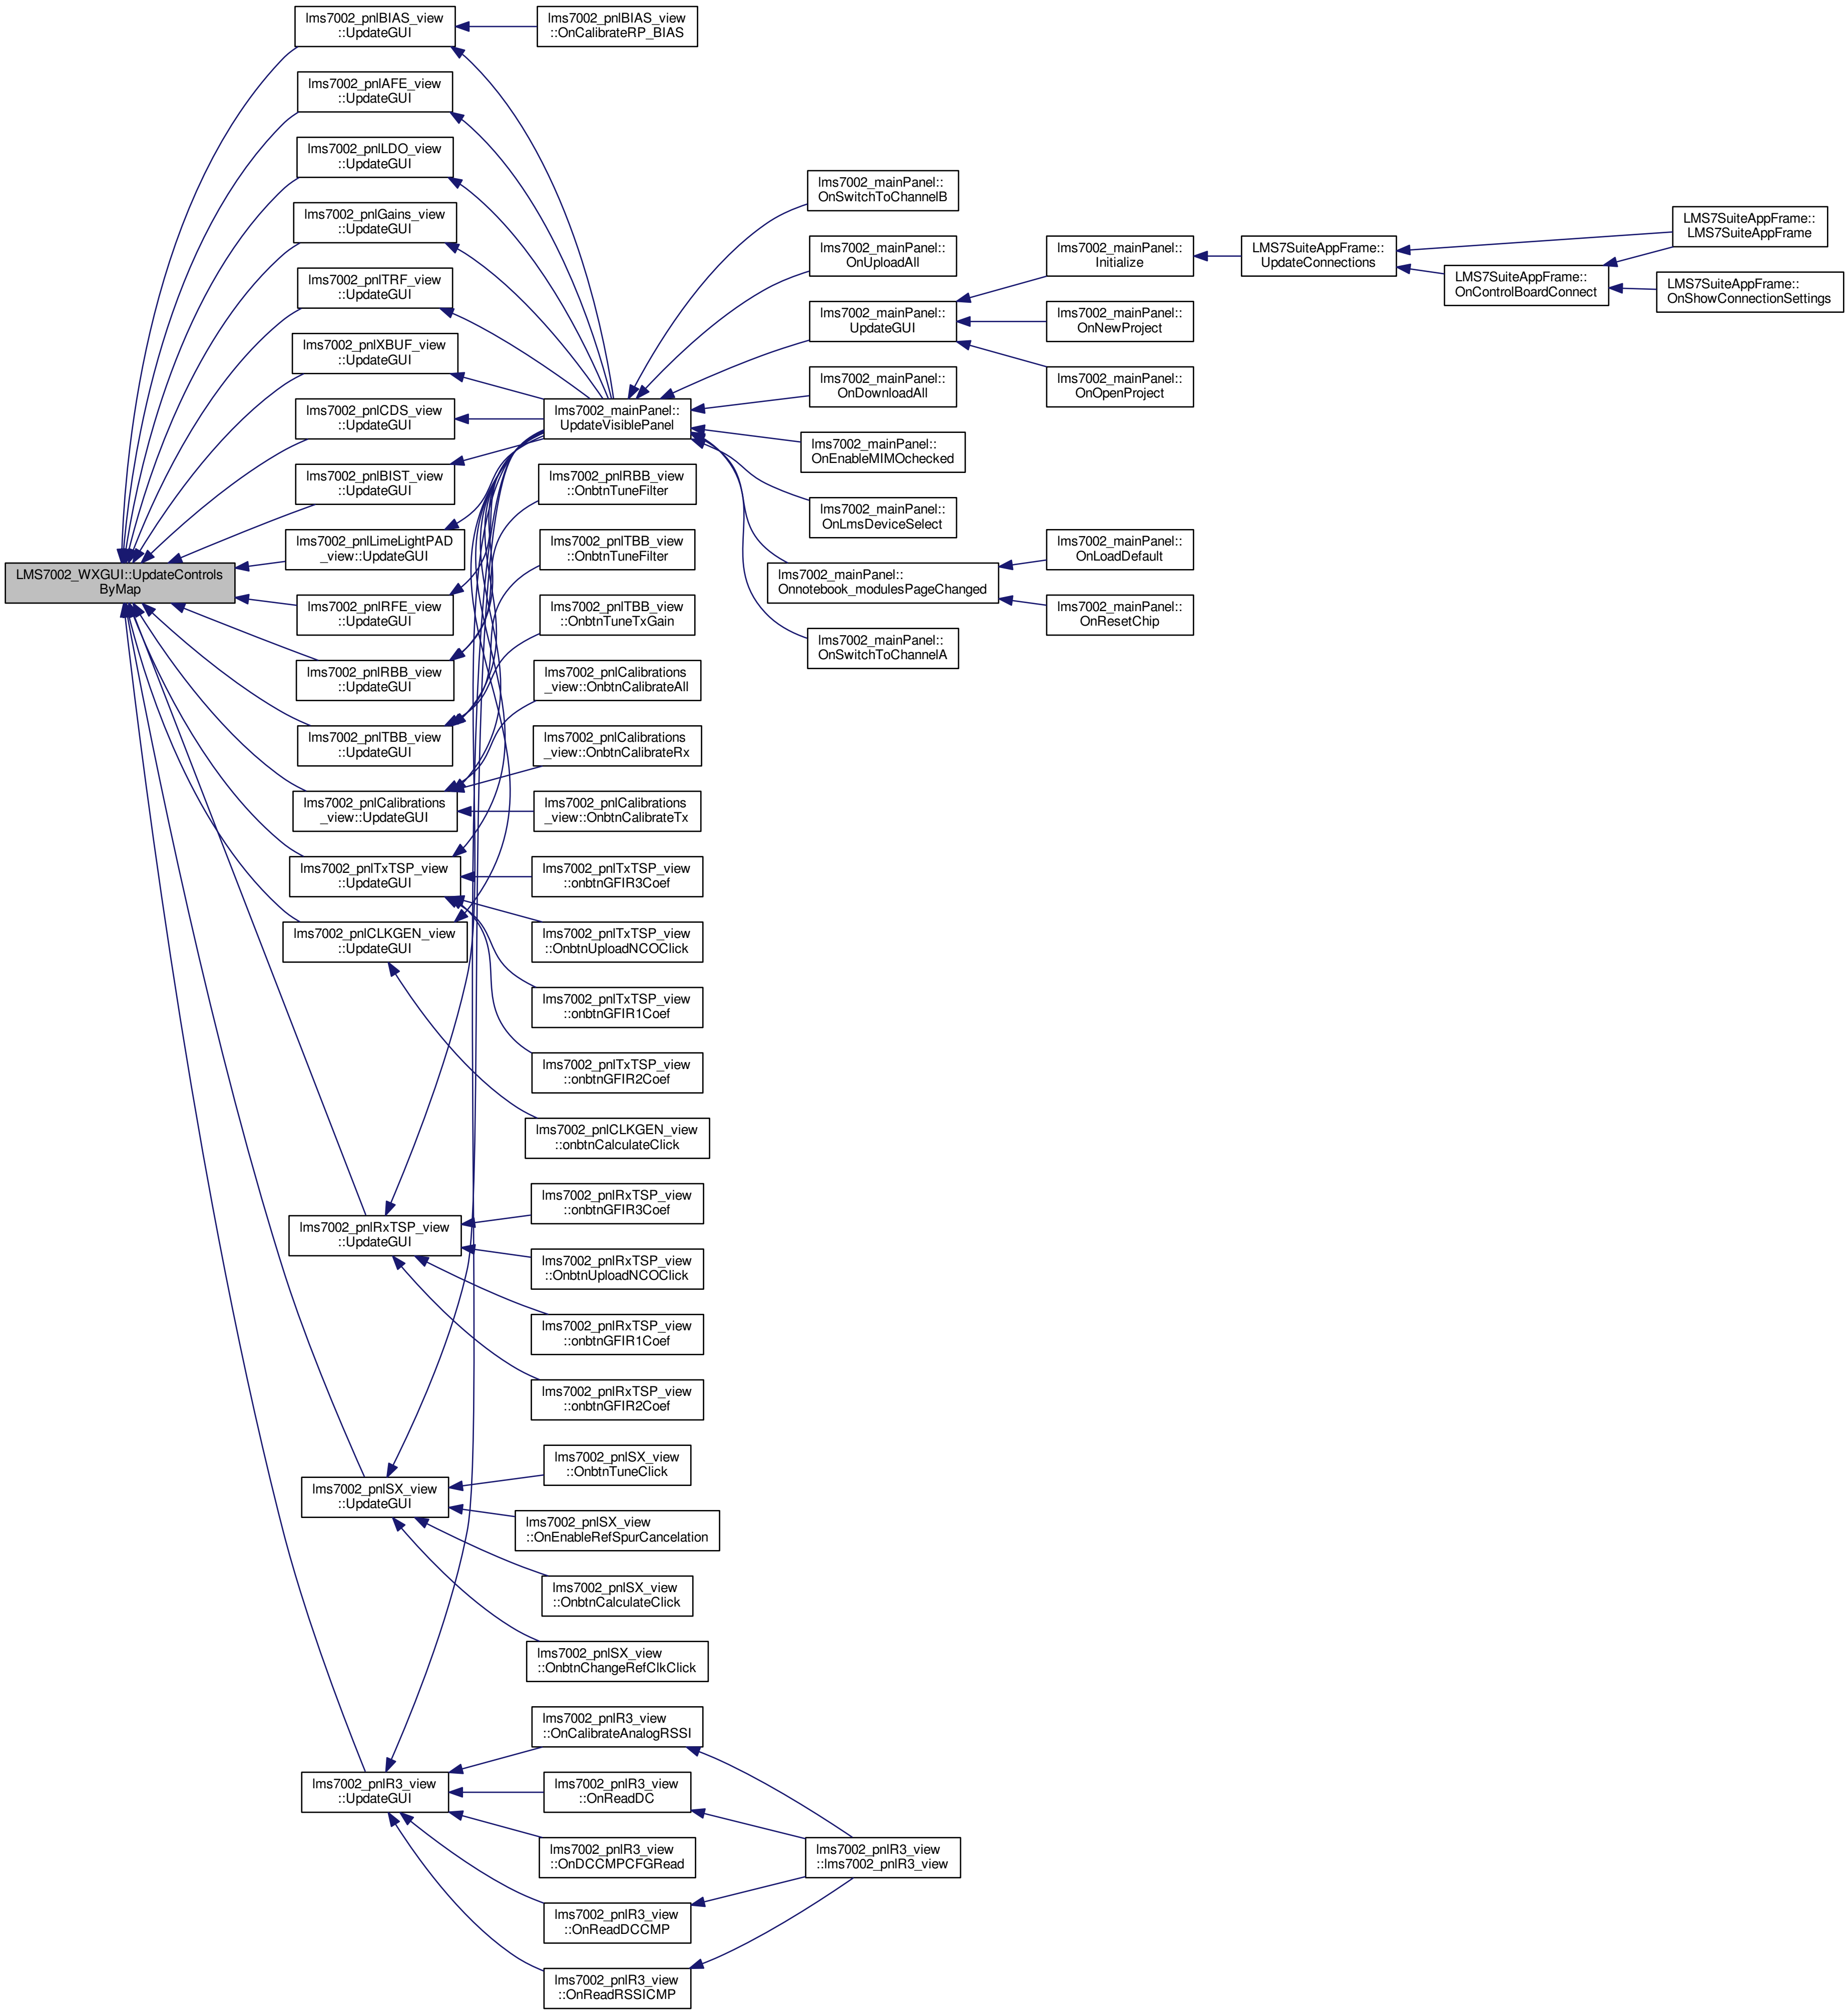 LMS7002_WXGUI::UpdateControls
ByMap
lms7002_pnlBIAS_view
::UpdateGUI
lms7002_pnlAFE_view
::UpdateGUI
lms7002_pnlLDO_view
::UpdateGUI
lms7002_pnlGains_view
::UpdateGUI
lms7002_pnlTRF_view
::UpdateGUI
lms7002_pnlXBUF_view
::UpdateGUI
lms7002_pnlCDS_view
::UpdateGUI
lms7002_pnlBIST_view
::UpdateGUI
lms7002_pnlLimeLightPAD
_view::UpdateGUI
lms7002_pnlRFE_view
::UpdateGUI
lms7002_pnlRBB_view
::UpdateGUI
lms7002_pnlTBB_view
::UpdateGUI
lms7002_pnlCalibrations
_view::UpdateGUI
lms7002_pnlTxTSP_view
::UpdateGUI
lms7002_pnlCLKGEN_view
::UpdateGUI
lms7002_pnlRxTSP_view
::UpdateGUI
lms7002_pnlSX_view
::UpdateGUI
lms7002_pnlR3_view
::UpdateGUI
lms7002_pnlBIAS_view
::OnCalibrateRP_BIAS
lms7002_mainPanel::
UpdateVisiblePanel
lms7002_pnlRBB_view
::OnbtnTuneFilter
lms7002_pnlTBB_view
::OnbtnTuneFilter
lms7002_pnlTBB_view
::OnbtnTuneTxGain
lms7002_pnlCalibrations
_view::OnbtnCalibrateAll
lms7002_pnlCalibrations
_view::OnbtnCalibrateRx
lms7002_pnlCalibrations
_view::OnbtnCalibrateTx
lms7002_pnlTxTSP_view
::onbtnGFIR3Coef
lms7002_pnlTxTSP_view
::OnbtnUploadNCOClick
lms7002_pnlTxTSP_view
::onbtnGFIR1Coef
lms7002_pnlTxTSP_view
::onbtnGFIR2Coef
lms7002_pnlCLKGEN_view
::onbtnCalculateClick
lms7002_pnlRxTSP_view
::onbtnGFIR3Coef
lms7002_pnlRxTSP_view
::OnbtnUploadNCOClick
lms7002_pnlRxTSP_view
::onbtnGFIR1Coef
lms7002_pnlRxTSP_view
::onbtnGFIR2Coef
lms7002_pnlSX_view
::OnbtnTuneClick
lms7002_pnlSX_view
::OnEnableRefSpurCancelation
lms7002_pnlSX_view
::OnbtnCalculateClick
lms7002_pnlSX_view
::OnbtnChangeRefClkClick
lms7002_pnlR3_view
::OnCalibrateAnalogRSSI
lms7002_pnlR3_view
::OnReadDC
lms7002_pnlR3_view
::OnDCCMPCFGRead
lms7002_pnlR3_view
::OnReadDCCMP
lms7002_pnlR3_view
::OnReadRSSICMP
lms7002_mainPanel::
OnSwitchToChannelB
lms7002_mainPanel::
OnUploadAll
lms7002_mainPanel::
UpdateGUI
lms7002_mainPanel::
OnDownloadAll
lms7002_mainPanel::
OnEnableMIMOchecked
lms7002_mainPanel::
OnLmsDeviceSelect
lms7002_mainPanel::
Onnotebook_modulesPageChanged
lms7002_mainPanel::
OnSwitchToChannelA
lms7002_pnlR3_view
::lms7002_pnlR3_view
lms7002_mainPanel::
Initialize
lms7002_mainPanel::
OnNewProject
lms7002_mainPanel::
OnOpenProject
lms7002_mainPanel::
OnLoadDefault
lms7002_mainPanel::
OnResetChip
LMS7SuiteAppFrame::
UpdateConnections
LMS7SuiteAppFrame::
OnControlBoardConnect
LMS7SuiteAppFrame::
LMS7SuiteAppFrame
LMS7SuiteAppFrame::
OnShowConnectionSettings